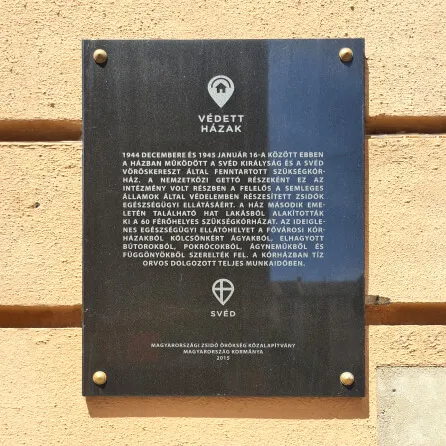 VÉDETT
HÁZAK
1944 DECEMBERE ÉS 1945 JANUÁR 16-A KÖZÖTT EBBEN
A HÁZBAN MŰKÖDÖTT A SVÉD KIRÁLYSÁG ÉS A SVÉD
VÖRÖSKERESZT ÁLTAL FENNTARTOTT SZÜKSÉGKÓR-
HÁZ. A NEMZETKÖZI GETTÓ RÉSZEKÉNT EZ AZ
INTÉZMÉNY VOLT RÉSZBEN A FELELŐS A SEMLEGES
ÁLLAMOK ÁLTAL VÉDELEMBEN RÉSZESÍTETT ZSIDÓK
EGÉSZSÉGÜGYI ELLÁTÁSÁÉRT. A HÁZ MÁSODIK EME-
LETÉN TALÁLHATÓ HAT LAKÁSBÓL ALAKÍTOTTÁK
KI A 60 FÉRŐHELYES SZÜKSÉGKÓRHÁZAT. AZ IDEIGLE-
NES EGÉSZSÉGÜGYI ELLÁTÓHELYET A FŐVÁROSI KÓR-
HÁZAKBÓL KÖLCSÖNKÉRT ÁGYAKBÓL, ELHAGYOTT
BÚTOROKBÓL, POKRÓCOKBÓL, ÁGYNEMŰKBŐL ÉS
FÜGGÖNYÖKBŐL SZERELTÉK FEL. A KÓRHÁZBAN TÍZ
ORVOS DOLGOZOTT TELJES MUNKAIDŐBEN.
SVÉD
MAGYARORSZÁGI ZSIDÓ ÖRÖKSÉG KÖZALAPÍTVÁNY
MAGYARORSZÁG KORMÁNYA
2015